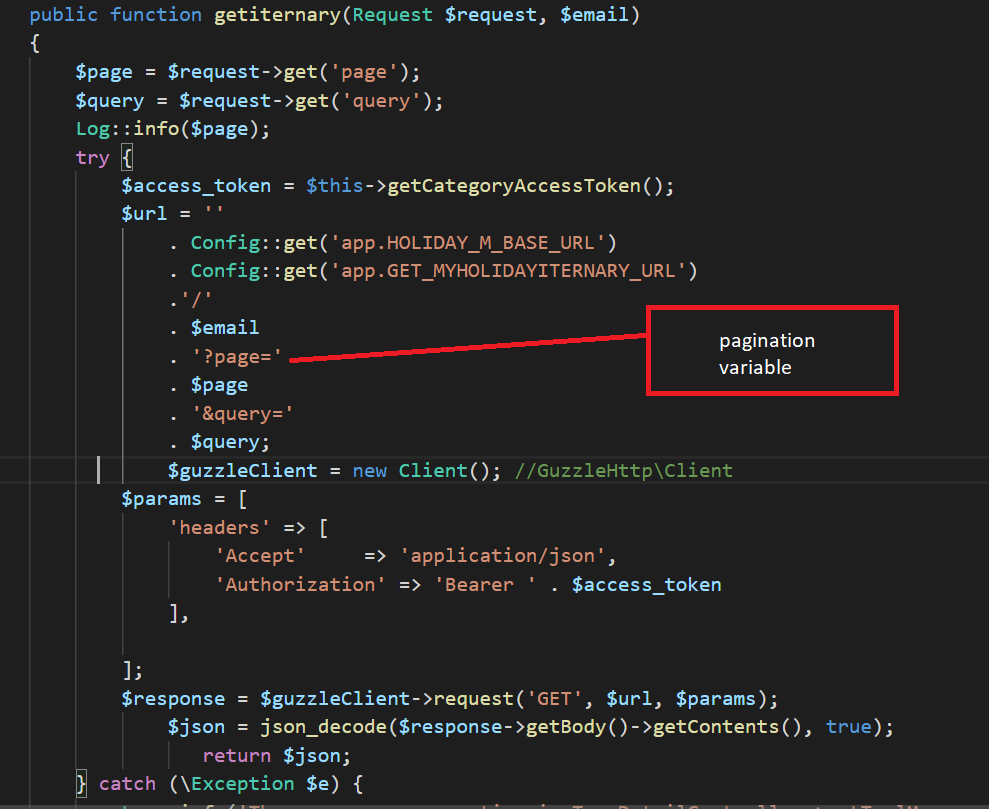 public function getiternary(Request $request, $email)
{
$page = $request->get('page');
$query = $request->get('query');
Log::info($page);
try {
$access_token = $this->getCategoryAccessToken();
$url = ''
. Config::get('app.HOLIDAY_M_BASE_URL')
. Config::get('app.GET_MYHOLIDAYITERNARY_URL')
.'/'
. $email
. '?page='
pagination
variable
. $page
. '&query='
. $query;
$guzzleClient = new Client(); //GuzzleHttp\Client
$params = [
'headers' => [
'Accept' => 'application/json',
'Authorization' => 'Bearer ' . $access_token
],
];
$response = $guzzleClient->request('GET', $url, $params);
$json = json_decode($response->getBody()->getContents(), true);
return $json;
} catch (\Exception $e) {